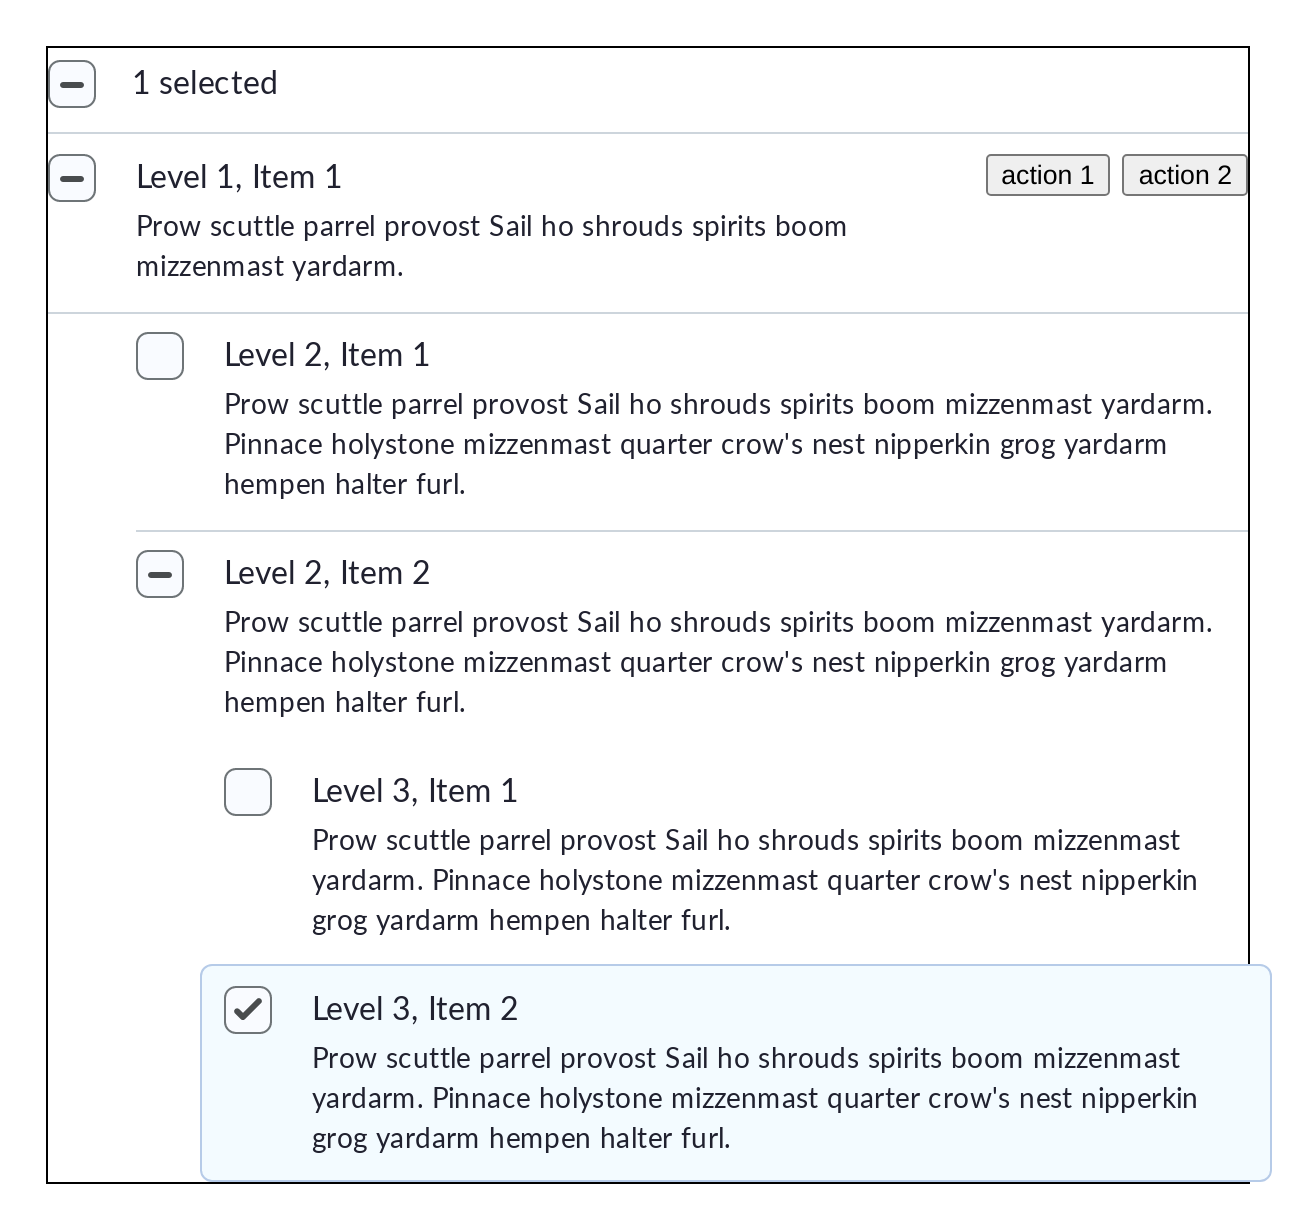 1 selected
Level 1, Item 1
action 1
action 2
Prow scuttle parrel provost Sail ho shrouds spirits boom
mizzenmast yardarm.
Level 2, Item 1
Prow scuttle parrel provost Sail ho shrouds spirits boom mizzenmast yardarm.
Pinnace holystone mizzenmast quarter crow's nest nipperkin grog yardarm
hempen halter furl.
Level 2, Item 2
Prow scuttle parrel provost Sail ho shrouds spirits boom mizzenmast yardarm.
Pinnace holystone mizzenmast quarter crow's nest nipperkin grog yardarm
hempen halter furl.
Level 3, Item 1
Prow scuttle parrel provost Sail ho shrouds spirits boom mizzenmast
yardarm. Pinnace holystone mizzenmast quarter crow's nest nipperkin
grog yardarm hempen halter furl.
Level 3, Item 2
Prow scuttle parrel provost Sail ho shrouds spirits boom mizzenmast
yardarm. Pinnace holystone mizzenmast quarter crow's nest nipperkin
grog yardarm hempen halter furl.